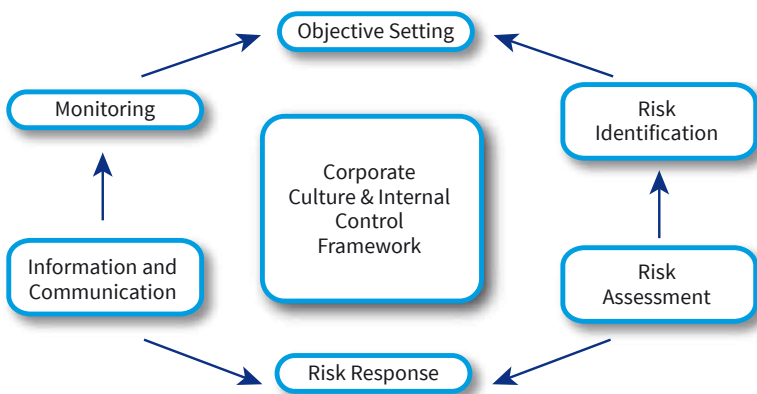 Objective Setting
Monitoring
Risk
Identification
Corporate
Culture & Internal
Control
Framework
Information and
Communication
Risk
Assessment
Risk Response